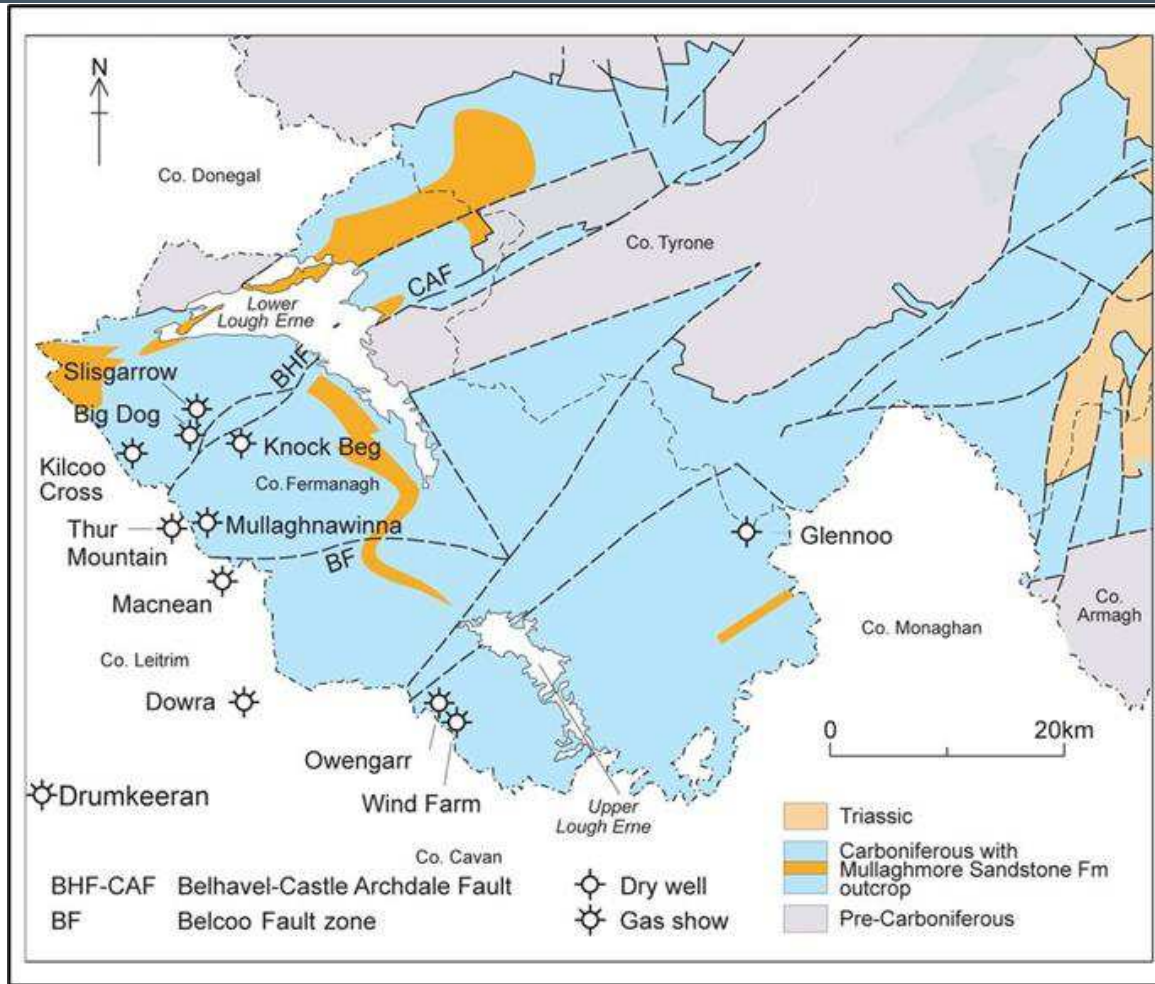 N
Co. Donegal
Co. Tyrone
CAF
Lower
Lough Erne
BHF
Slisgarrow
Big Dog
Knock Beg
Kilcoo
Cross
Co. Fermanagh
Thur
Mountain
Mullaghnawinna
Glennoo
BF
Macnean
Co.
Armagh
Co. Monaghan
Co. Leitrim
Dowra
0 20km
Owengarr
Wind Farm
Drumkeeran
Upper
Lough Erne
Co. Cavan
Triassic
Carboniferous with
Mullaghmore Sandstone Fm
outcrop
Pre-Carboniferous
BHF-CAF Belhavel-Castle Archdale Fault
BF Belcoo Fault zone
Dry well
Gas show